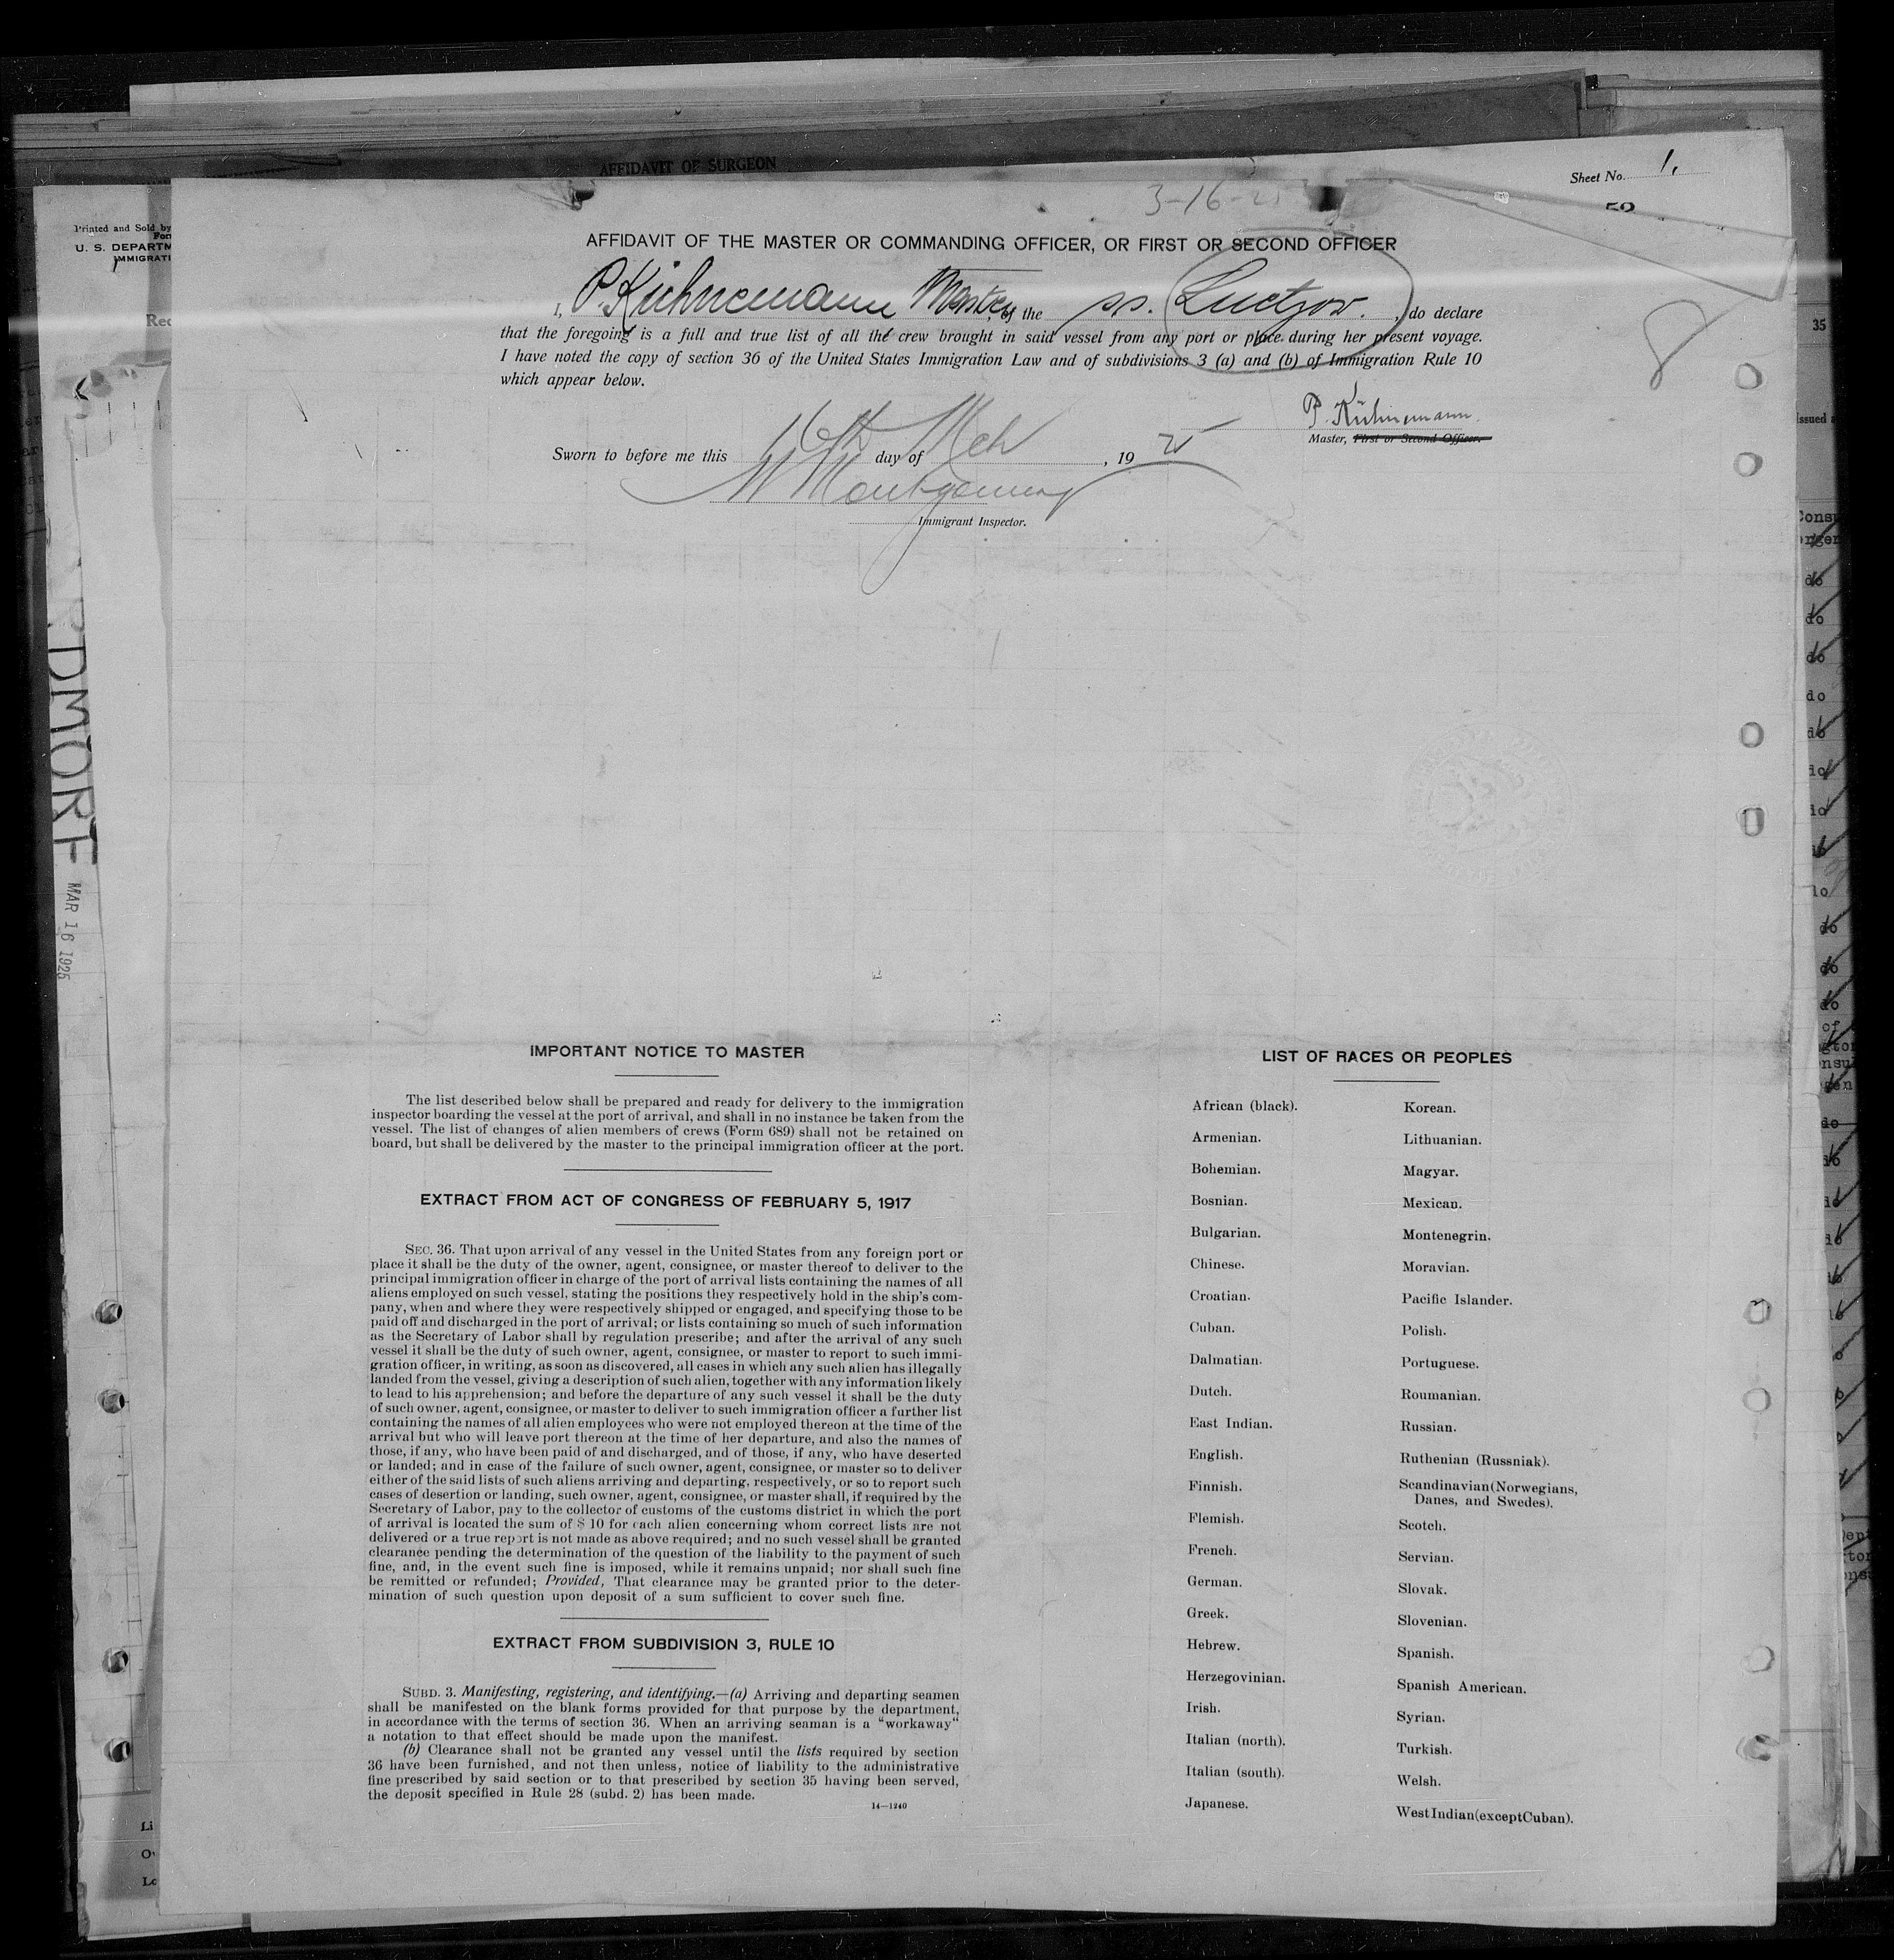 AFFIDAVIT OF SURGEON
Sheet No. 1.
3-16-25
Printed and Sold by
U. S. DEPARTM
IMMIGRATI
AFFIDAVIT OF THE MASTER OR COMMANDING OFFICER, OR FIRST OR SECOND OFFICER
I, P. Kühnemann Master, of the ss. Luetzow. , do declare
that the foregoing is a full and true list of all the crew brought in said vessel from any port or place during her present voyage.
I have noted the copy of section 36 of the United States Immigration Law and of subdivisions 3 (a) and (b) of Immigration Rule 10
which appear below.
P. Kühnemann
Master, First or Second Officer.
Sworn to before me this 16th day of Mch , 19 25
Montgomery
Immigrant Inspector.
8
35
DMORE
MAR 16 1925
IMPORTANT NOTICE TO MASTER
The list described below shall be prepared and ready for delivery to the immigration
inspector boarding the vessel at the port of arrival, and shall in no instance be taken from the
vessel. The list of changes of alien members of crews (Form 689) shall not be retained on
board, but shall be delivered by the master to the principal immigration officer at the port.
EXTRACT FROM ACT OF CONGRESS OF FEBRUARY 5, 1917
SEC. 36. That upon arrival of any vessel in the United States from any foreign port or
place it shall be the duty of the owner, agent, consignee, or master thereof to deliver to the
principal immigration officer in charge of the port of arrival lists containing the names of all
aliens employed on such vessel, stating the positions they respectively hold in the ship's com-
pany, when and where they were respectively shipped or engaged, and specifying those to be
paid off and discharged in the port of arrival; or lists containing so much of such information
as the Secretary of Labor shall by regulation prescribe; and after the arrival of any such
vessel it shall be the duty of such owner, agent, consignee, or master to report to such immi-
gration officer, in writing, as soon as discovered, all cases in which any such alien has illegally
landed from the vessel, giving a description of such alien, together with any information likely
to lead to his apprehension; and before the departure of any such vessel it shall be the duty
of such owner, agent, consignee, or master to deliver to such immigration officer a further list
containing the names of all alien employees who were not employed thereon at the time of the
arrival but who will leave port thereon at the time of her departure, and also the names of
those, if any, who have been paid of and discharged, and of those, if any, who have deserted
or landed; and in case of the failure of such owner, agent, consignee, or master so to deliver
either of the said lists of such aliens arriving and departing, respectively, or so to report such
cases of desertion or landing, such owner, agent, consignee, or master shall, if required by the
Secretary of Labor, pay to the collector of customs of the customs district in which the port
of arrival is located the sum of $ 10 for each alien concerning whom correct lists are not
delivered or a true report is not made as above required; and no such vessel shall be granted
clearance pending the determination of the question of the liability to the payment of such
fine, and, in the event such fine is imposed, while it remains unpaid; nor shall such fine
be remitted or refunded; Provided, That clearance may be granted prior to the deter-
mination of such question upon deposit of a sum sufficient to cover such fine.
EXTRACT FROM SUBDIVISION 3, RULE 10
SUBD. 3. Manifesting, registering, and identifying.—(a) Arriving and departing seamen
shall be manifested on the blank forms provided for that purpose by the department,
in accordance with the terms of section 36. When an arriving seaman is a "workaway"
a notation to that effect should be made upon the manifest.
(b) Clearance shall not be granted any vessel until the lists required by section
36 have been furnished, and not then unless, notice of liability to the administrative
fine prescribed by said section or to that prescribed by section 35 having been served,
the deposit specified in Rule 28 (subd. 2) has been made.
14—1240
LIST OF RACES OR PEOPLES
African (black).
Armenian.
Bohemian.
Bosnian.
Bulgarian.
Chinese.
Croatian.
Cuban.
Dalmatian.
Dutch.
East Indian.
English.
Finnish.
Flemish.
French.
German.
Greek.
Hebrew.
Herzegovinian.
Irish.
Italian (north).
Italian (south).
Japanese.
Korean.
Lithuanian.
Magyar.
Mexican.
Montenegrin.
Moravian.
Pacific Islander.
Polish.
Portuguese.
Roumanian.
Russian.
Ruthenian (Russniak).
Scandinavian (Norwegians,
Danes, and Swedes).
Scotch.
Servian.
Slovak.
Slovenian.
Spanish.
Spanish American.
Syrian.
Turkish.
Welsh.
West Indian (except Cuban).